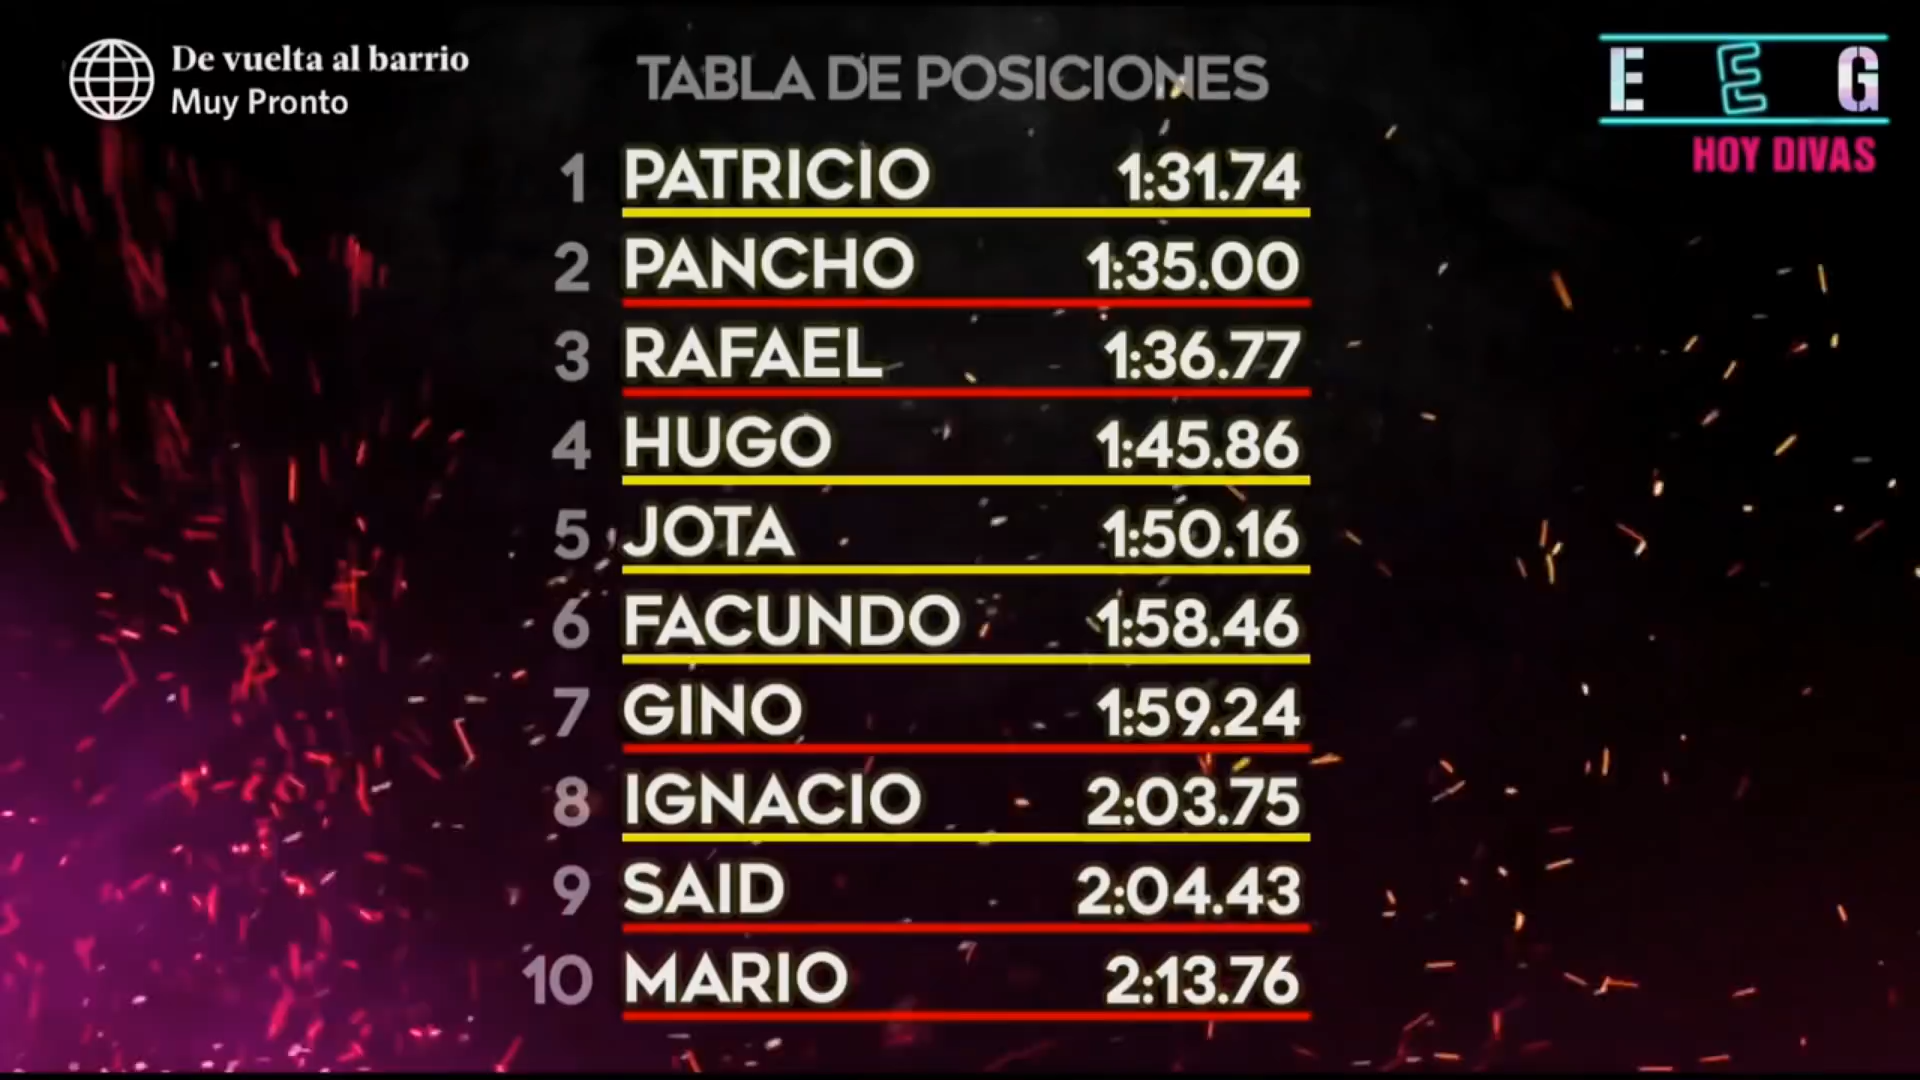 De vuelta al barrio
Muy Pronto
TABLA DE POSICIONES
E E G
HOY DIVAS
1 PATRICIO 1:31.74
2 PANCHO 1:35.00
3 RAFAEL 1:36.77
4 HUGO 1:45.86
5 JOTA 1:50.16
6 FACUNDO 1:58.46
7 GINO 1:59.24
8 IGNACIO 2:03.75
9 SAID 2:04.43
10 MARIO 2:13.76